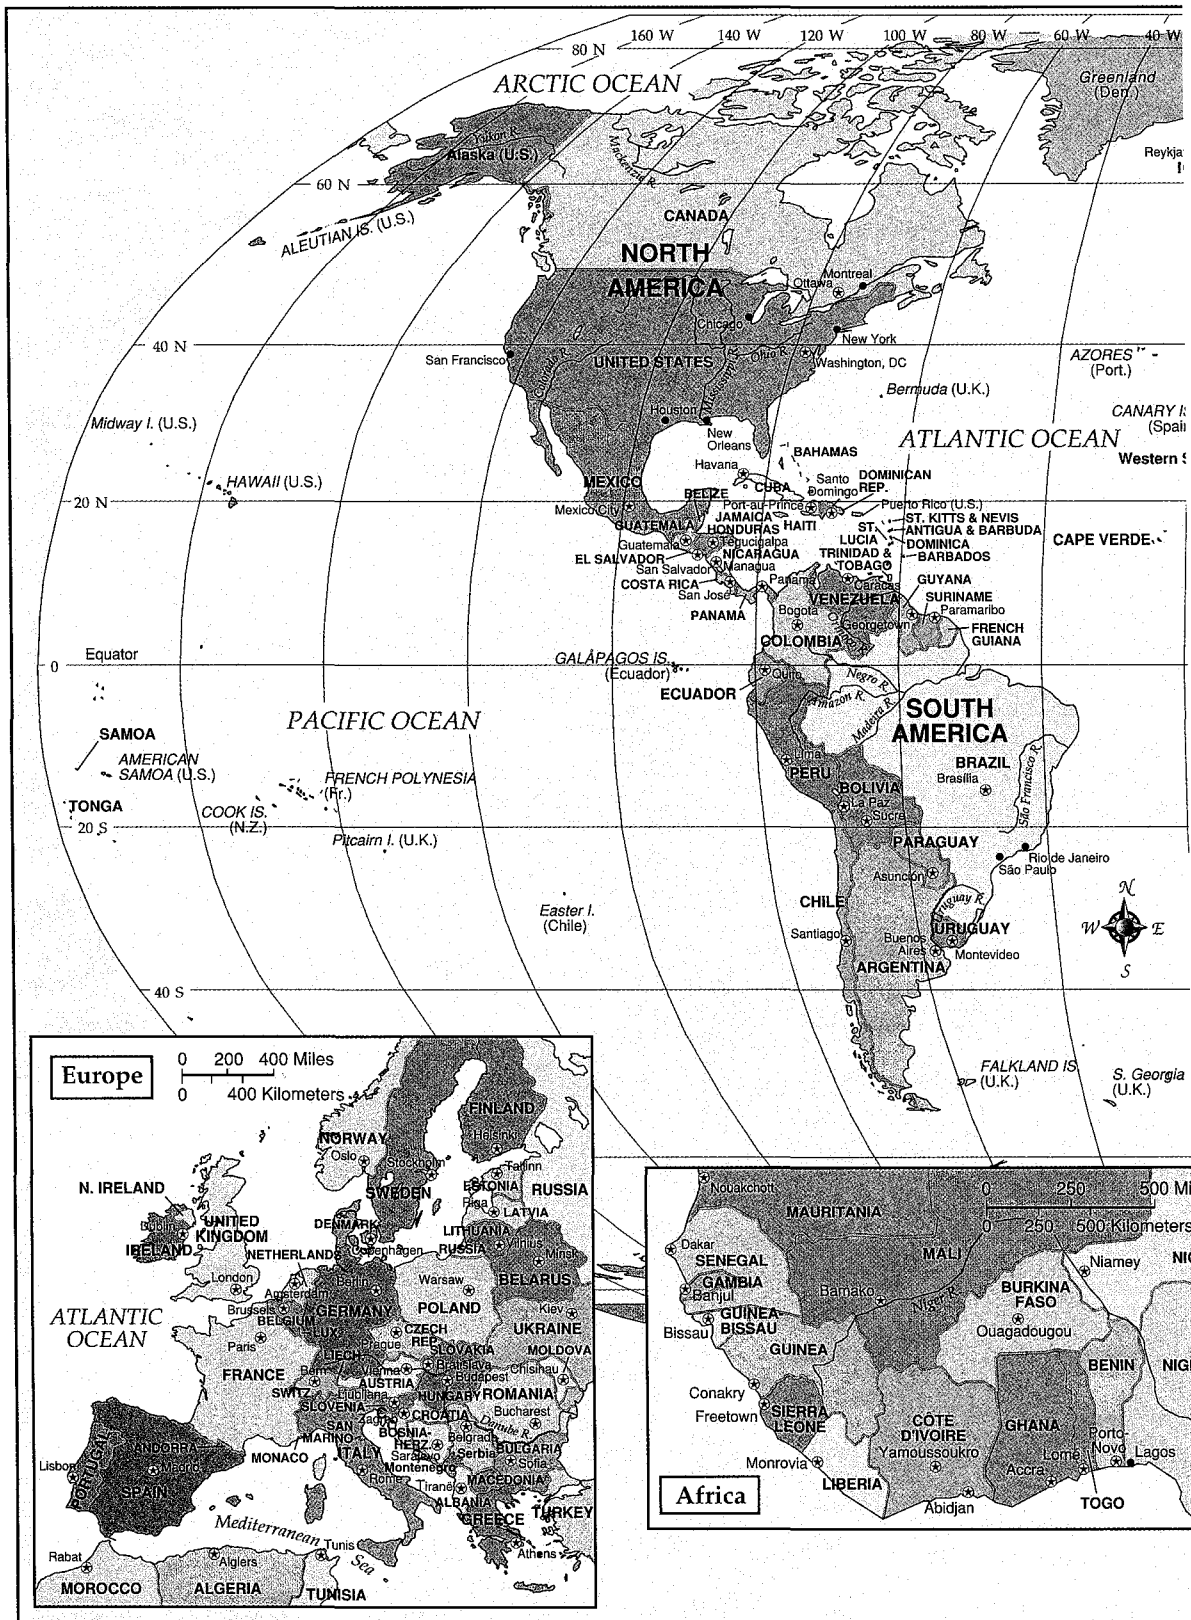 160 W 140 W 120 W 100 W 80 W 60 W 40 W
80 N
ARCTIC OCEAN
Greenland
(Den.)
Yukon R.
Alaska (U.S.)
Mackenzie R.
Reykja
60 N
ALEUTIAN IS. (U.S.)
CANADA
NORTH
AMERICA
Montreal
Ottawa
Chicago
New York
40 N
San Francisco
UNITED STATES
Ohio R.
Mississippi R.
Washington, DC
AZORES
(Port.)
Bermuda (U.K.)
Midway I. (U.S.)
Houston
New
Orleans
CANARY IS
(Spain
ATLANTIC OCEAN
Western S
BAHAMAS
Havana
HAWAII (U.S.)
MEXICO
CUBA
Santo
Domingo
DOMINICAN
REP.
20 N
Mexico City
BELIZE
Port-au-Prince
Puerto Rico (U.S.)
GUATEMALA
JAMAICA
HONDURAS
HAITI
ST.
LUCIA
ST. KITTS & NEVIS
ANTIGUA & BARBUDA
DOMINICA
BARBADOS
CAPE VERDE
Guatemala
Tegucigalpa
EL SALVADOR
NICARAGUA
TRINIDAD &
TOBAGO
San Salvador
Managua
COSTA RICA
San José
Panama
Caracas
GUYANA
PANAMA
VENEZUELA
SURINAME
Paramaribo
Bogota
Georgetown
FRENCH
GUIANA
COLOMBIA
Equator
0
GALÁPAGOS IS.
(Ecuador)
ECUADOR
Quito
Negro R.
Amazon R.
Madeira R.
PACIFIC OCEAN
SOUTH
AMERICA
SAMOA
AMERICAN
SAMOA (U.S.)
FRENCH POLYNESIA
(Fr.)
Lima
PERU
BRAZIL
Brasília
São Francisco R.
TONGA
COOK IS.
(N.Z.)
BOLIVIA
La Paz
Sucre
20 S
Pitcairn I. (U.K.)
PARAGUAY
Rio de Janeiro
São Paulo
Asunción
Easter I.
(Chile)
CHILE
Uruguay R.
URUGUAY
Santiago
Buenos
Aires
Montevideo
ARGENTINA
N
W E
S
40 S
FALKLAND IS.
(U.K.)
S. Georgia
(U.K.)
Europe
0 200 400 Miles
0 400 Kilometers
FINLAND
Helsinki
NORWAY
Oslo
Stockholm
Tallinn
SWEDEN
ESTONIA
RUSSIA
N. IRELAND
Riga
LATVIA
Dublin
UNITED
KINGDOM
DENMARK
LITHUANIA
IRELAND
Copenhagen
RUSSIA
Vilnius
Minsk
NETHERLANDS
London
Amsterdam
Berlin
Warsaw
BELARUS
Brussels
BELGIUM
GERMANY
POLAND
Kiev
ATLANTIC
OCEAN
LUX.
UKRAINE
Paris
Prague
CZECH
REP.
SLOVAKIA
MOLDOVA
LIECH.
Vienna
Bratislava
FRANCE
Bern
AUSTRIA
Budapest
Chisinau
SWITZ.
Ljubljana
HUNGARY
ROMANIA
SLOVENIA
Zagreb
CROATIA
Bucharest
SAN
MARINO
BOSNIA-
HERZ.
Danube R.
Belgrade
ANDORRA
MONACO
ITALY
Sarajevo
Serbia
BULGARIA
Lisbon
PORTUGAL
Madrid
Rome
Montenegro
Sofia
SPAIN
MACEDONIA
Tiranë
ALBANIA
GREECE
TURKEY
Mediterranean Sea
Athens
Rabat
Algiers
Tunis
MOROCCO
ALGERIA
TUNISIA
Nouakchott
0 250 500 Mi
0 250 500 Kilometers
MAURITANIA
MALI
Dakar
SENEGAL
Niamey
NIG
GAMBIA
Banjul
Bamako
Niger R.
BURKINA
FASO
Bissau
GUINEA-
BISSAU
Ouagadougou
GUINEA
BENIN
NIG
Conakry
Freetown
SIERRA
LEONE
CÔTE
D'IVOIRE
GHANA
Yamoussoukro
Porto-
Novo
Lomé
Lagos
Monrovia
LIBERIA
Accra
Africa
Abidjan
TOGO